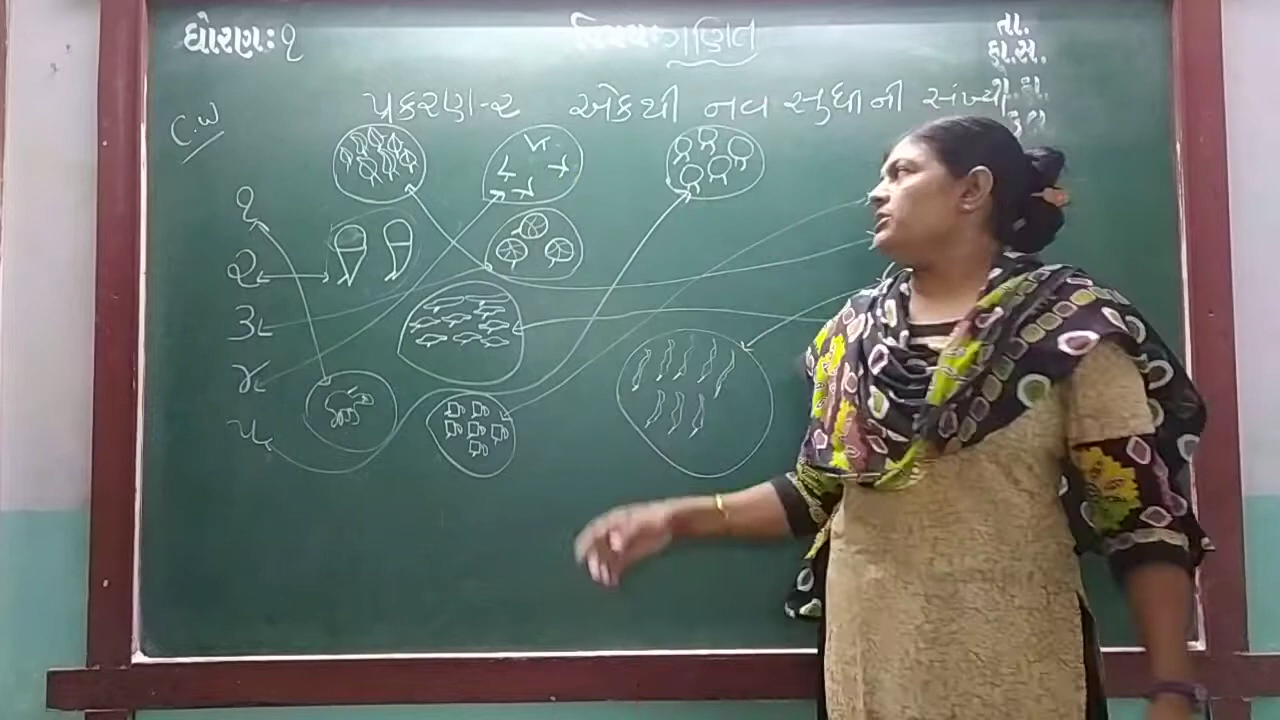 ધોરણ: ૧
વિષય: ગણિત
તા.
હા.સ.
પ્રકરણ-૨ એકથી નવ સુધાની સંખ્યા
C.W
૧
૨
૩
૪
૫